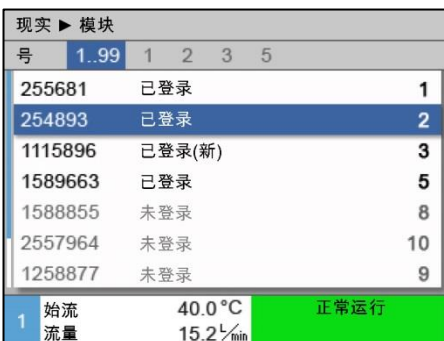 现实 ▶ 模块
号 1..99 1 2 3 5
255681 已登录 1
254893 已登录 2
1115896 已登录(新) 3
1589663 已登录 5
1588855 未登录 8
2557964 未登录 10
1258877 未登录 9
1 始流 40.0 °C 正常运行
流量 15.2 L/min